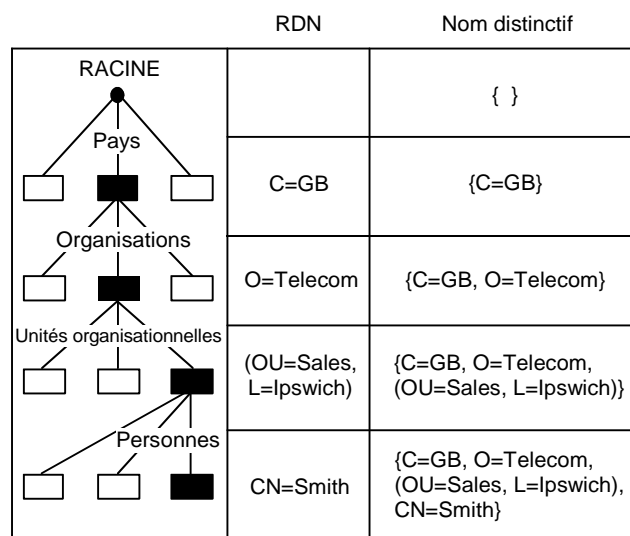 RDN Nom distinctif
RACINE
{ }
Pays
C=GB {C=GB}
Organisations
O=Telecom {C=GB, O=Telecom}
Unités organisationnelles
(OU=Sales, {C=GB, O=Telecom,
L=Ipswich) (OU=Sales, L=Ipswich)}
Personnes
CN=Smith
{C=GB, O=Telecom,
(OU=Sales, L=Ipswich),
CN=Smith}